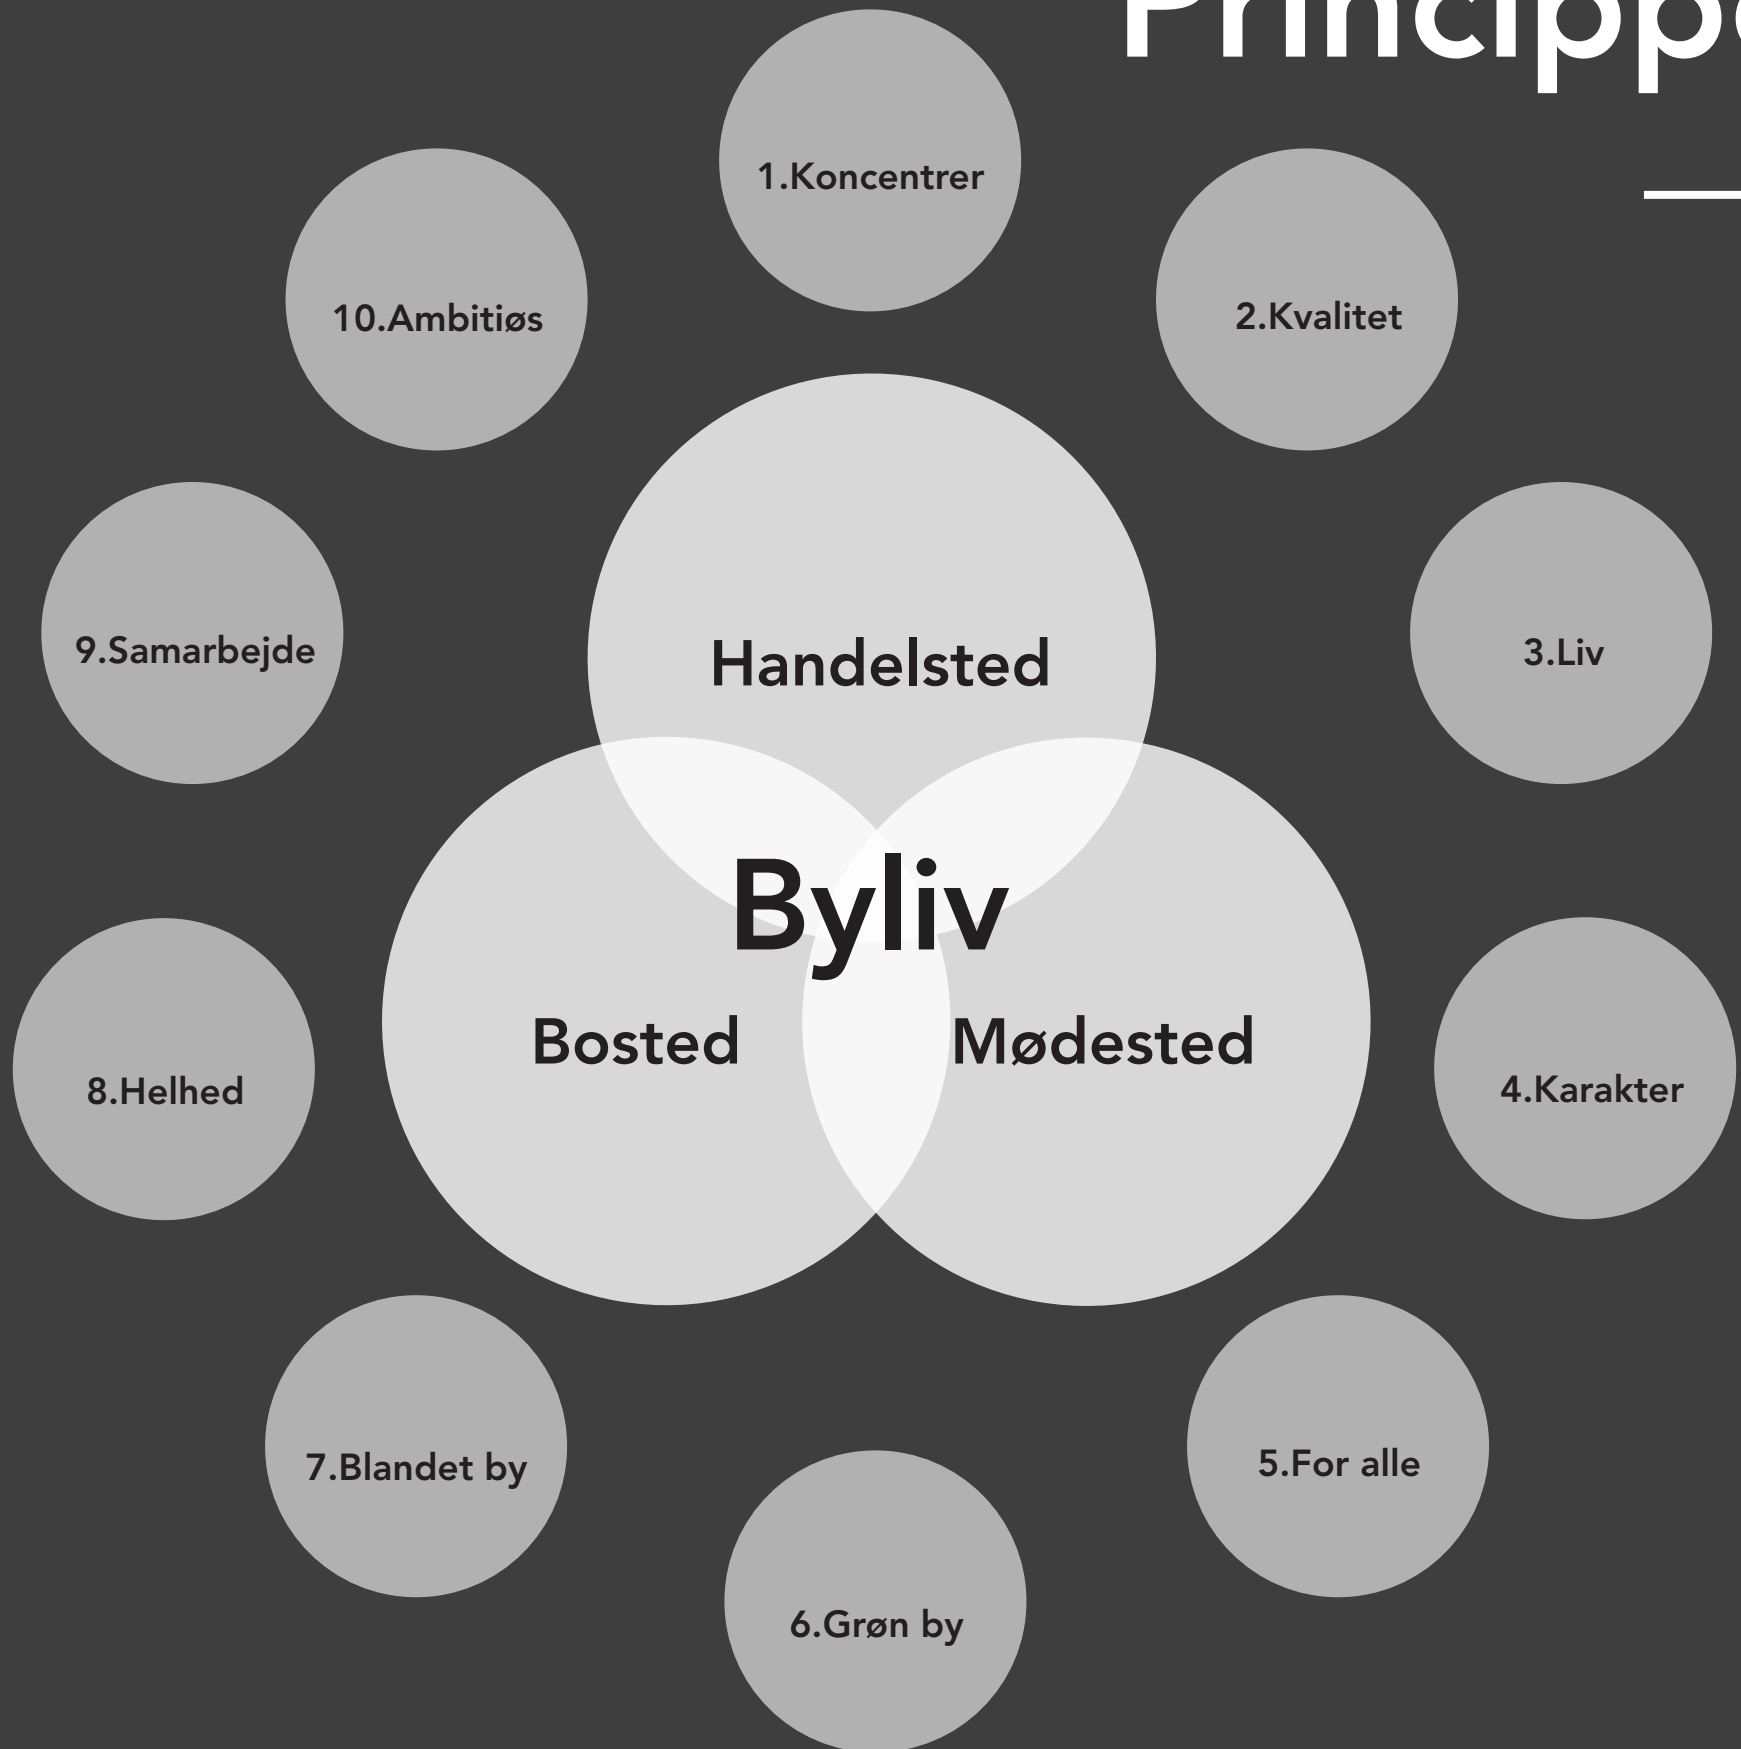 1.Koncentrer
2.Kvalitet
3.Liv
4.Karakter
5.For alle
6.Grøn by
7.Blandet by
8.Helhed
9.Samarbejde
10.Ambitiøs
Handelsted
Byliv
Bosted
Mødested